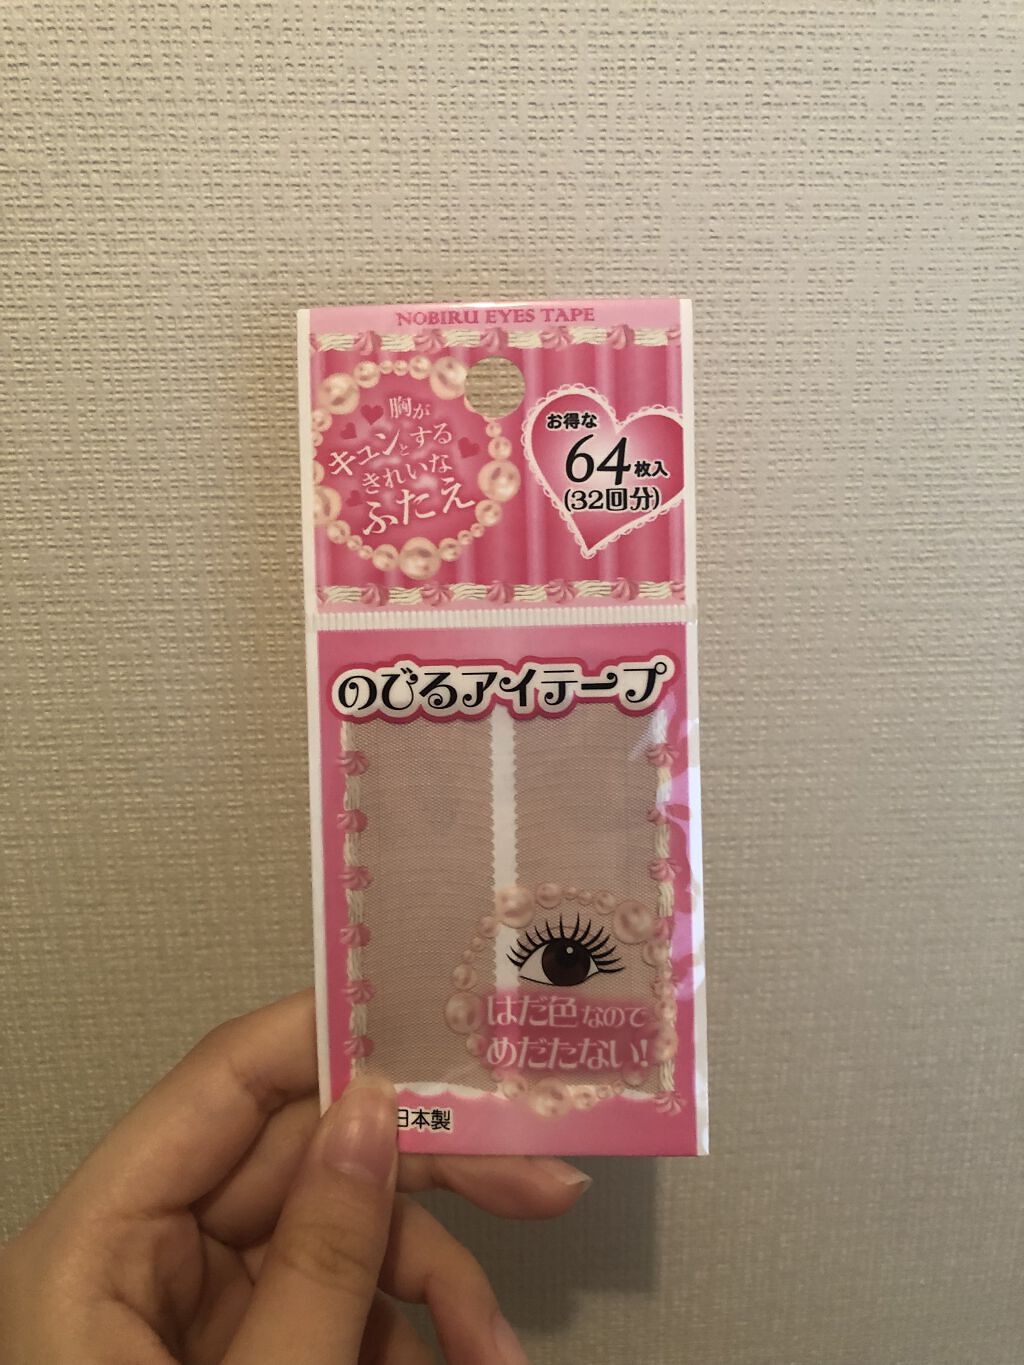 NOBIRU EYES TAPE
胸が
キュンとする
きれいな
ふたえ
お得な
64枚入
(32回分)
のびるアイテープ
はだ色なので
めだたない!
日本製